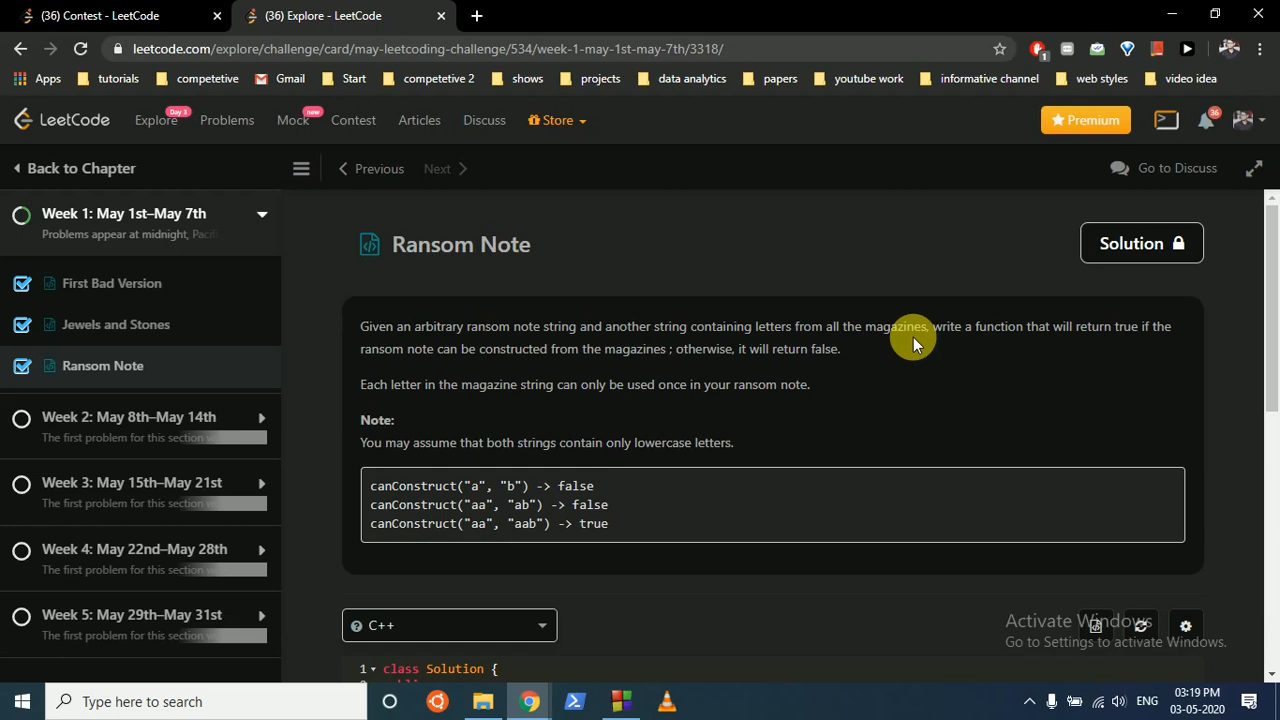 (36) Contest - LeetCode
(36) Explore - LeetCode
leetcode.com/explore/challenge/card/may-leetcoding-challenge/534/week-1-may-1st-may-7th/3318/
1
Apps tutorials competetive Gmail Start competetive 2 shows projects data analytics papers youtube work informative channel web styles video idea
LeetCode Explore Day 3 Problems Mock new Contest Articles Discuss Store Premium 36
Back to Chapter
Previous Next Go to Discuss
Week 1: May 1st–May 7th
Problems appear at midnight, Paci
First Bad Version
Jewels and Stones
Ransom Note
Week 2: May 8th–May 14th
The first problem for this section
Week 3: May 15th–May 21st
The first problem for this section
Week 4: May 22nd–May 28th
The first problem for this section
Week 5: May 29th–May 31st
The first problem for this section
Ransom Note
Solution
Given an arbitrary ransom note string and another string containing letters from all the magazines, write a function that will return true if the
ransom note can be constructed from the magazines ; otherwise, it will return false.
Each letter in the magazine string can only be used once in your ransom note.
Note:
You may assume that both strings contain only lowercase letters.
canConstruct("a", "b") -> false
canConstruct("aa", "ab") -> false
canConstruct("aa", "aab") -> true
C++
1 class Solution {
Activate Windows
Go to Settings to activate Windows.
Type here to search
ENG
03:19 PM
03-05-2020